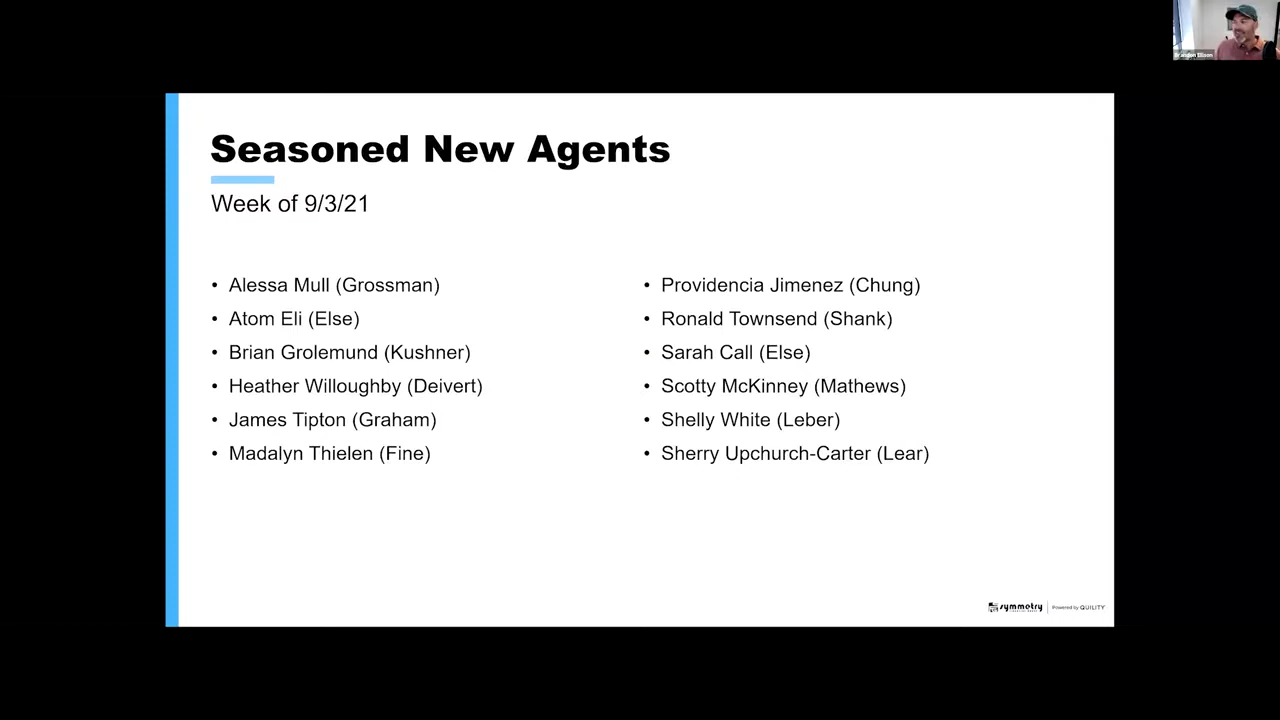 Brandon Ellison
Seasoned New Agents
Week of 9/3/21
• Alessa Mull (Grossman)
• Atom Eli (Else)
• Brian Grolemund (Kushner)
• Heather Willoughby (Deivert)
• James Tipton (Graham)
• Madalyn Thielen (Fine)
• Providencia Jimenez (Chung)
• Ronald Townsend (Shank)
• Sarah Call (Else)
• Scotty McKinney (Mathews)
• Shelly White (Leber)
• Sherry Upchurch-Carter (Lear)
symmetry
Powered by QUILITY